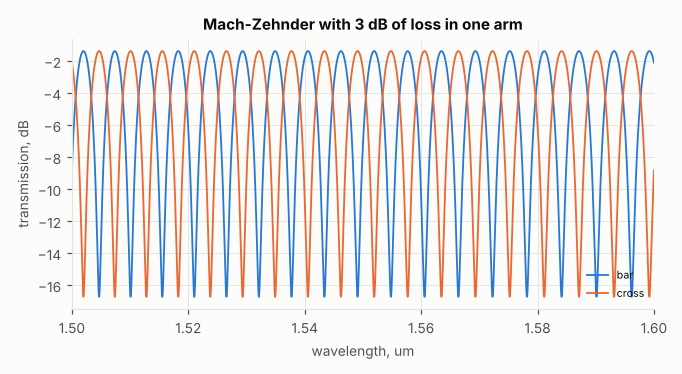 Mach-Zehnder with 3 dB of loss in one arm
transmission, dB
−2
−4
−6
−8
−10
−12
−14
−16
bar
cross
1.50
1.52
1.54
1.56
1.58
1.60
wavelength, um